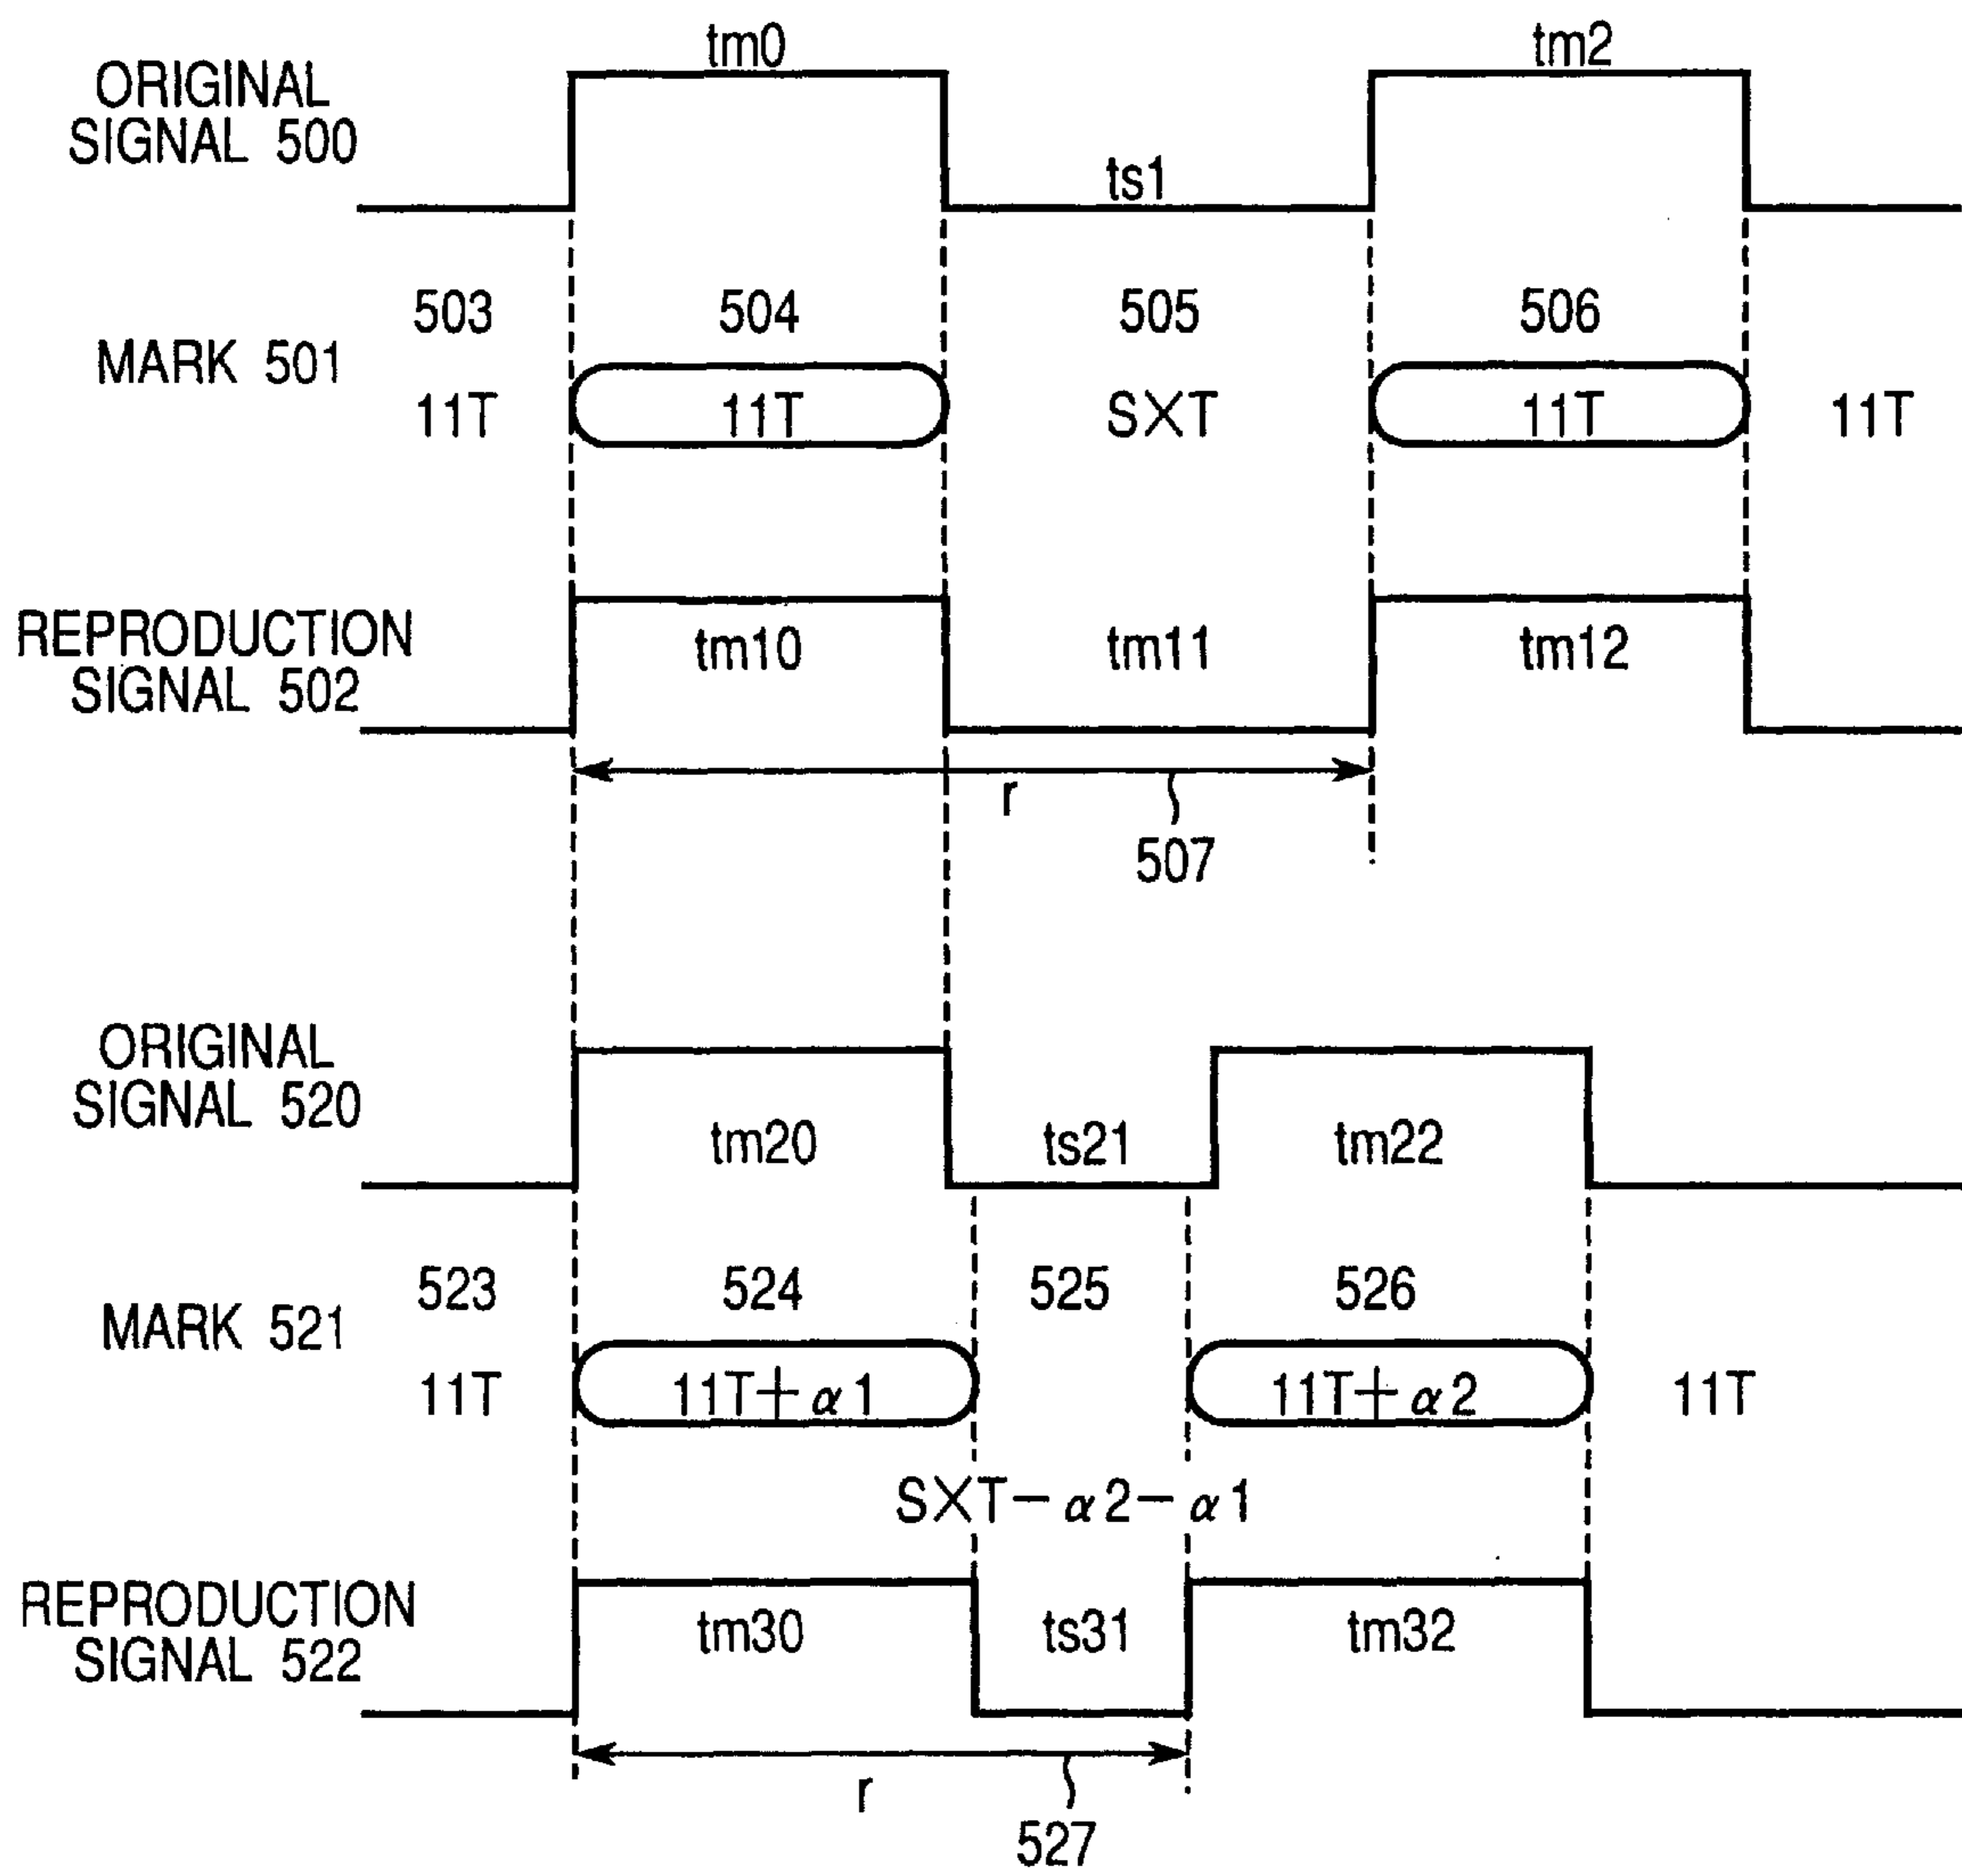 tm0
tm2
ORIGINAL
SIGNAL 500
ts1
503
504
505
506
MARK 501
11T
11T
SXT
11T
11T
REPRODUCTION
SIGNAL 502
tm10
tm11
tm12
r
507
ORIGINAL
SIGNAL 520
tm20
ts21
tm22
523
524
525
526
MARK 521
11T
11T+α1
11T+α2
11T
SXT-α2-α1
REPRODUCTION
SIGNAL 522
tm30
ts31
tm32
r
527